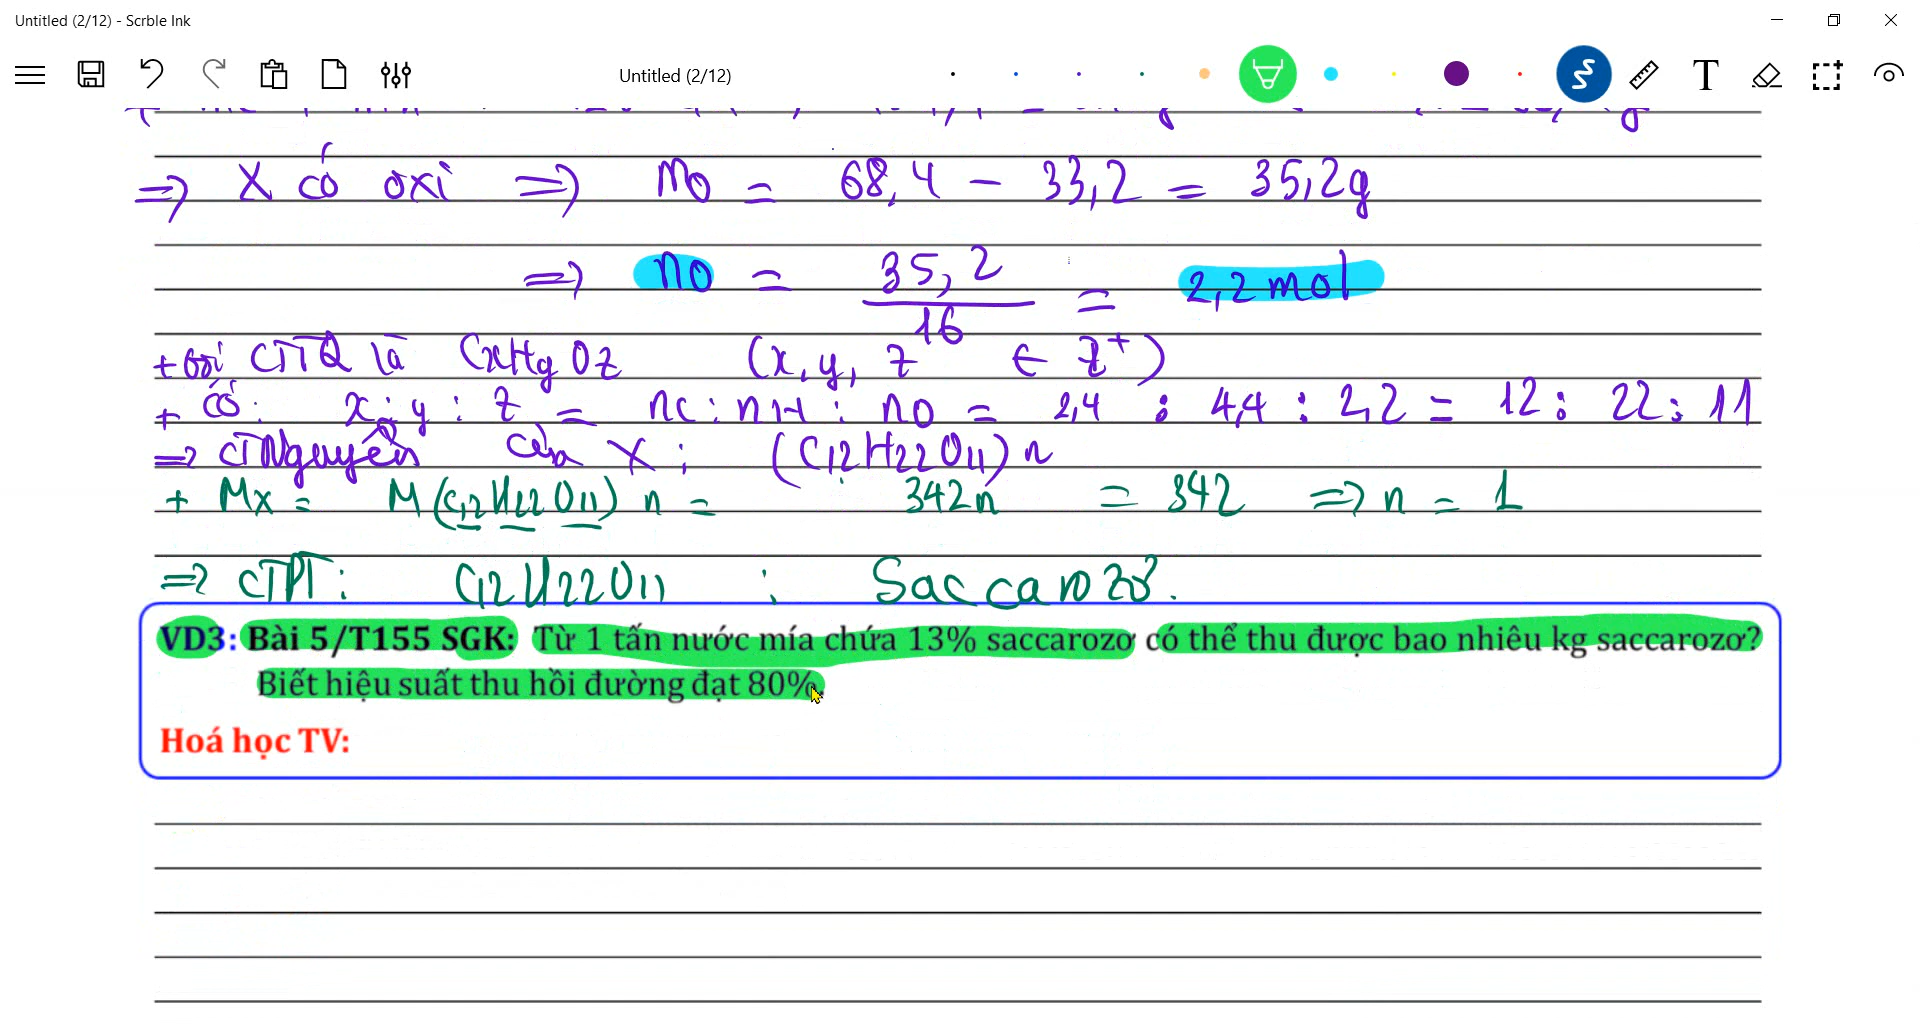 Untitled (2/12) - Scrble Ink
Untitled (2/12)
T
=> X có oxi => mO = 68,4 - 33,2 = 35,2g
=> nO = 35,2 / 16 = 2,2 mol
+ Gọi CTTQ là CxHyOz (x, y, z ∈ Z⁺)
+ Có: x : y : z = nC : nH : nO = 2,4 : 4,4 : 2,2 = 12 : 22 : 11
=> CTNguyên của X : (C12H22O11)n
+ MX = M(C12H22O11)n = 342n = 342 => n = 1
=> CTPT : C12H22O11 : Saccarozơ.
VD3: Bài 5/T155 SGK: Từ 1 tấn nước mía chứa 13% saccarozơ có thể thu được bao nhiêu kg saccarozơ?
Biết hiệu suất thu hồi đường đạt 80%.
Hoá học TV: